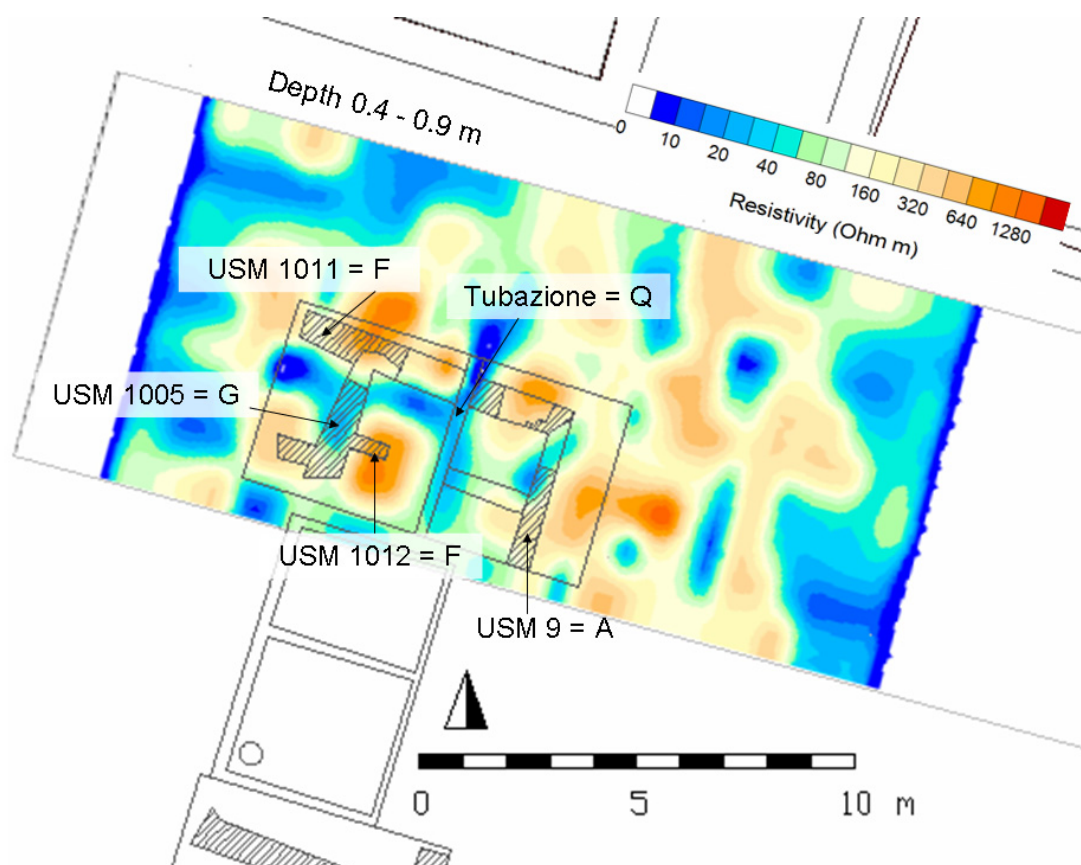 Depth 0.4 - 0.9 m
0 10 20 40 80 160 320 640 1280
Resistivity (Ohm m)
USM 1011 = F
Tubazione = Q
USM 1005 = G
USM 1012 = F
USM 9 = A
0 5 10 m